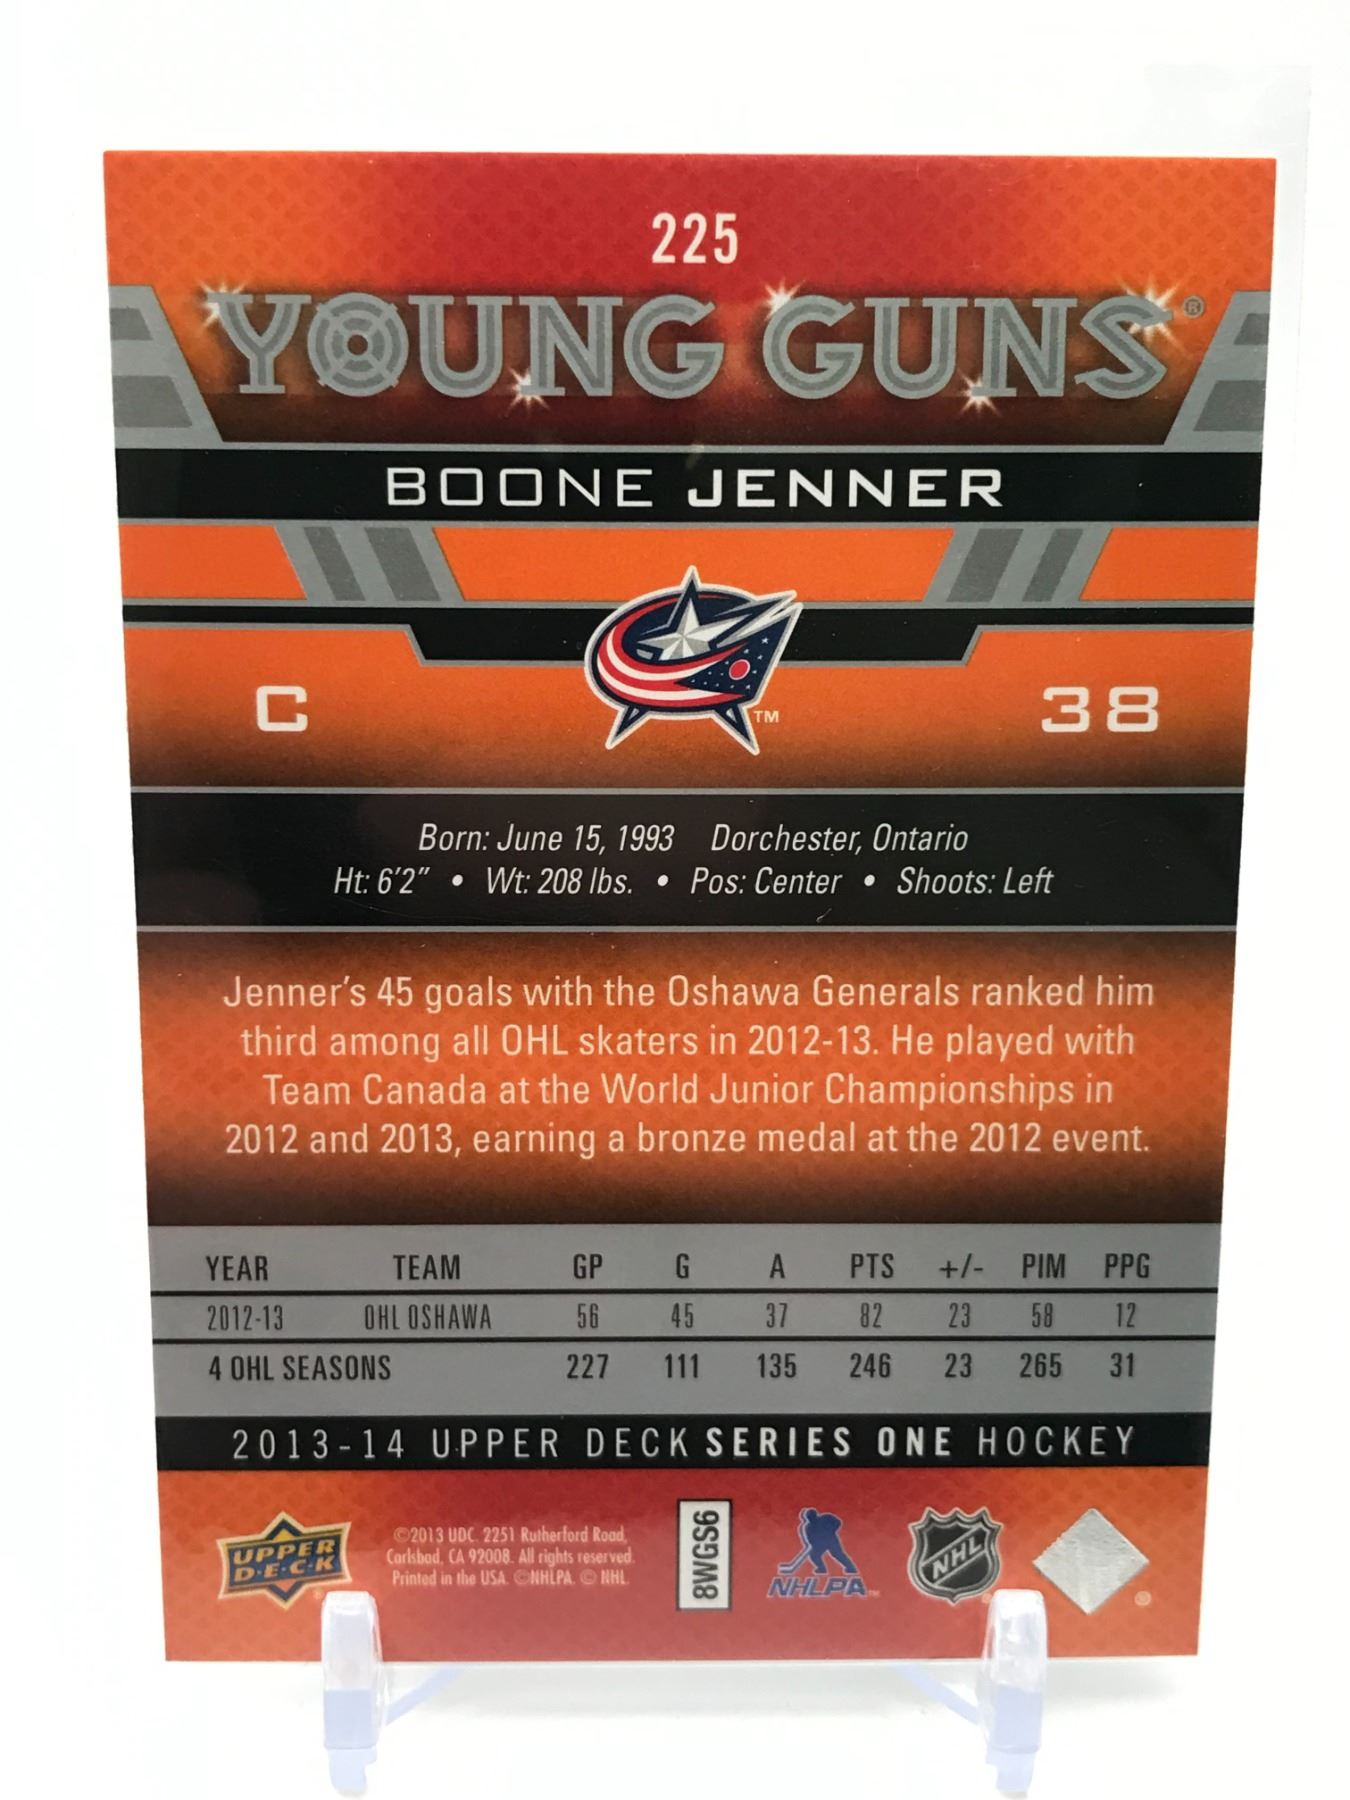 225
YOUNG GUNS®
BOONE JENNER
TM
C 38
Born: June 15, 1993 Dorchester, Ontario
Ht: 6'2" • Wt: 208 lbs. • Pos: Center • Shoots: Left
Jenner's 45 goals with the Oshawa Generals ranked him
third among all OHL skaters in 2012-13. He played with
Team Canada at the World Junior Championships in
2012 and 2013, earning a bronze medal at the 2012 event.
YEAR TEAM GP G A PTS +/- PIM PPG
2012-13 OHL OSHAWA 56 45 37 82 23 58 12
4 OHL SEASONS 227 111 135 246 23 265 31
2013-14 UPPER DECK SERIES ONE HOCKEY
UPPER
D·E·C·K
©2013 UDC. 2251 Rutherford Road,
Carlsbad, CA 92008. All rights reserved.
Printed in the USA. ©NHLPA. © NHL.
8WGS6
NHLPA™
NHL
®